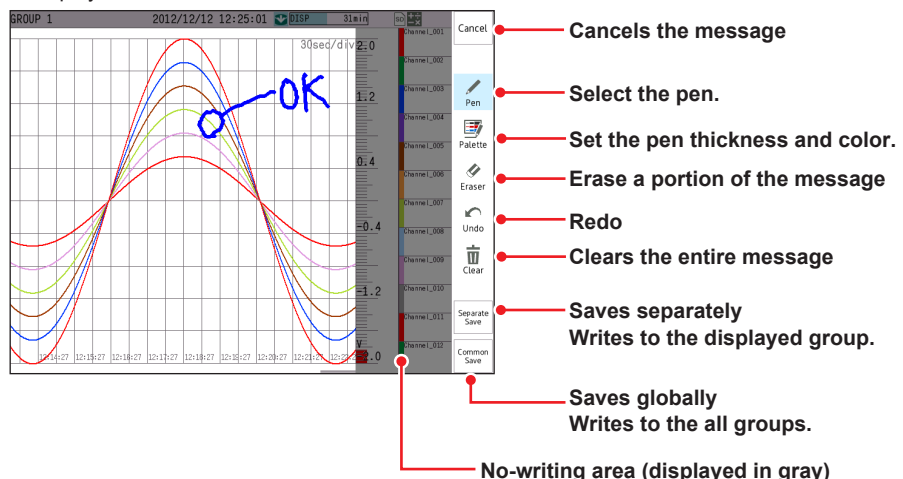 GROUP 1 2012/12/12 12:25:01 DISP 31min SD
30sec/div
2.0
1.2
0.4
-0.4
-1.2
-2.0
V
OK
12:14:27 12:15:27 12:16:27 12:17:27 12:18:27 12:19:27 12:20:27 12:21:27
Channel_001
Channel_002
Channel_003
Channel_004
Channel_005
Channel_006
Channel_007
Channel_008
Channel_009
Channel_010
Channel_011
Channel_012
Cancel
Pen
Palette
Eraser
Undo
Clear
Separate
Save
Common
Save
Cancels the message
Select the pen.
Set the pen thickness and color.
Erase a portion of the message
Redo
Clears the entire message
Saves separately
Writes to the displayed group.
Saves globally
Writes to the all groups.
No-writing area (displayed in gray)